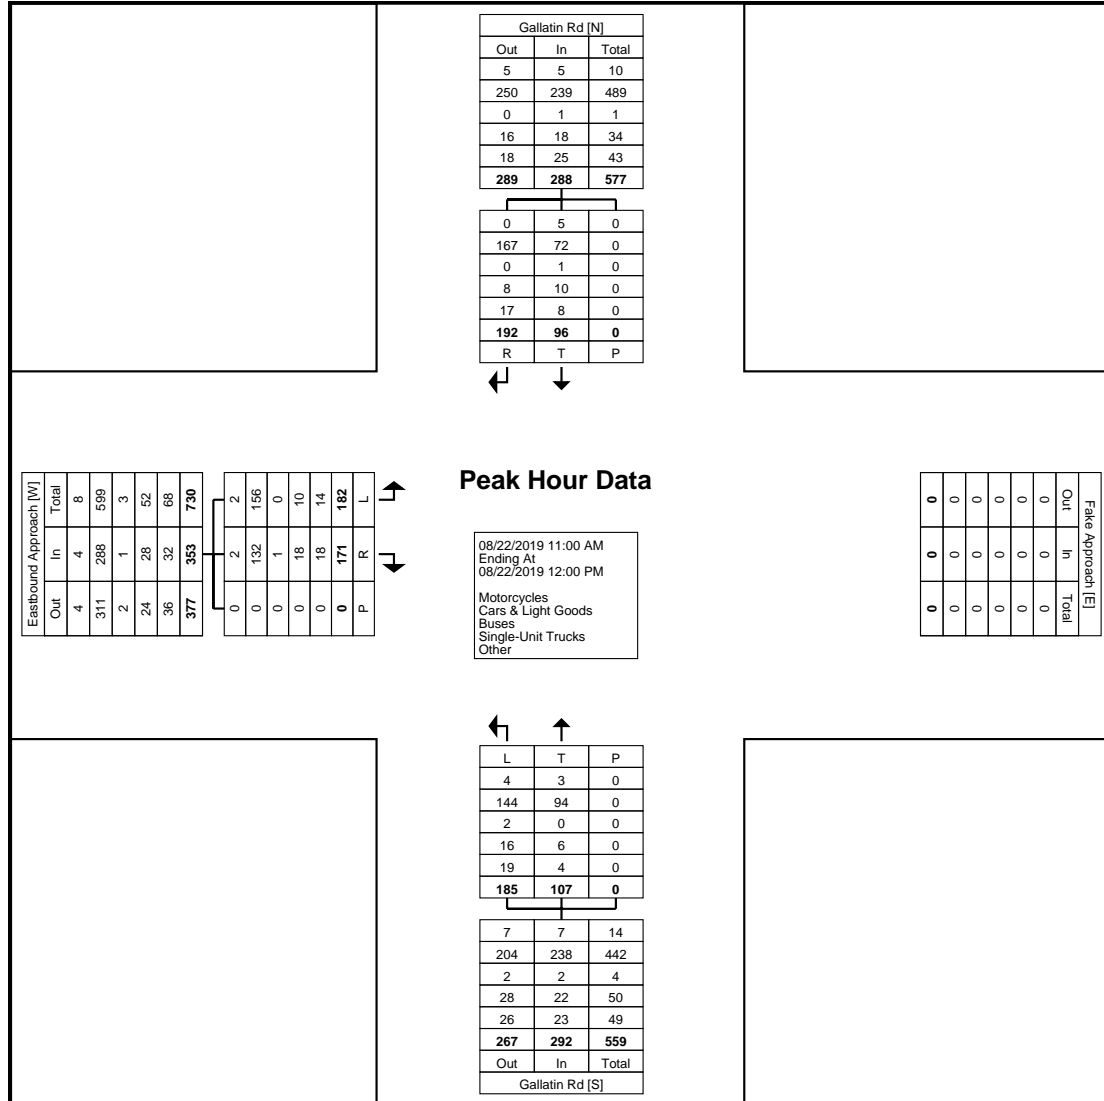 Gallatin Rd [N]
Out In Total
5 5 10
250 239 489
0 1 1
16 18 34
18 25 43
289 288 577
0 5 0
167 72 0
0 1 0
8 10 0
17 8 0
192 96 0
R T P
Eastbound Approach [W]
Total In Out
8 4 4
599 288 311
3 1 2
52 28 24
68 32 36
730 353 377
2 2 0
156 132 0
0 1 0
10 18 0
14 18 0
182 171 0
L R P
Peak Hour Data
08/22/2019 11:00 AM
Ending At
08/22/2019 12:00 PM
Motorcycles
Cars & Light Goods
Buses
Single-Unit Trucks
Other
Fake Approach [E]
Out In Total
0 0 0
0 0 0
0 0 0
0 0 0
0 0 0
0 0 0
L T P
4 3 0
144 94 0
2 0 0
16 6 0
19 4 0
185 107 0
7 7 14
204 238 442
2 2 4
28 22 50
26 23 49
267 292 559
Out In Total
Gallatin Rd [S]